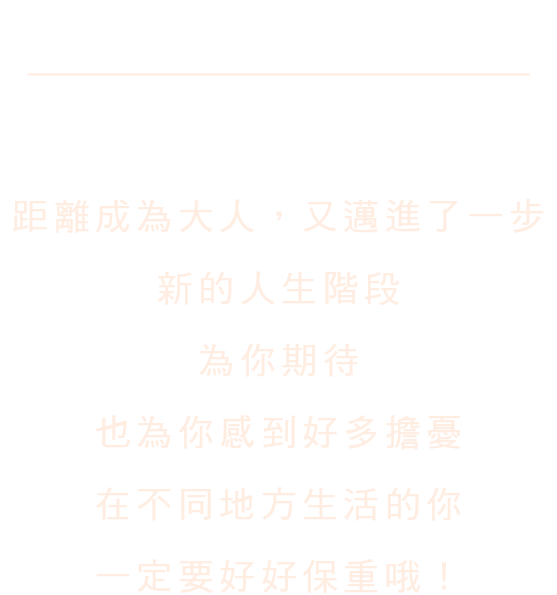 距離成為大人，又邁進了一步
新的人生階段
為你期待
也為你感到好多擔憂
在不同地方生活的你
一定要好好保重哦！